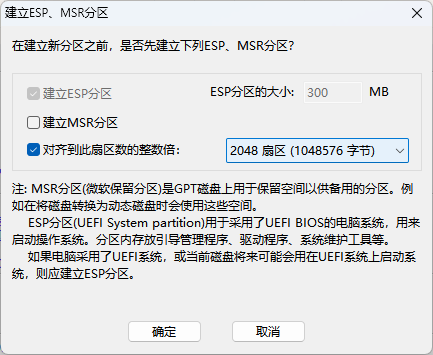 建立ESP、MSR分区
在建立新分区之前，是否先建立下列ESP、MSR分区？
建立ESP分区 ESP分区的大小: 300 MB
建立MSR分区
对齐到此扇区数的整数倍: 2048 扇区 (1048576 字节)
注: MSR分区(微软保留分区)是GPT磁盘上用于保留空间以供备用的分区。例
如在将磁盘转换为动态磁盘时会使用这些空间。
ESP分区(UEFI System partition)用于采用了UEFI BIOS的电脑系统，用来
启动操作系统。分区内存放引导管理程序、驱动程序、系统维护工具等。
如果电脑采用了UEFI系统，或当前磁盘将来可能会用在UEFI系统上启动系
统，则应建立ESP分区。
确定 取消